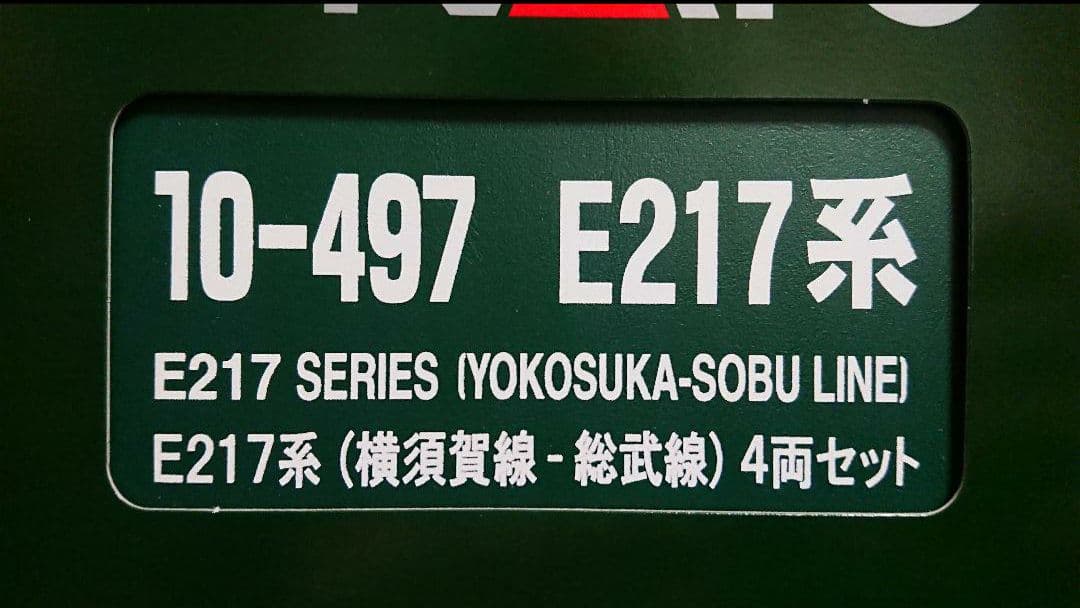 10-497 E217系
E217 SERIES (YOKOSUKA-SOBU LINE)
E217系 (横須賀線-総武線) 4両セット